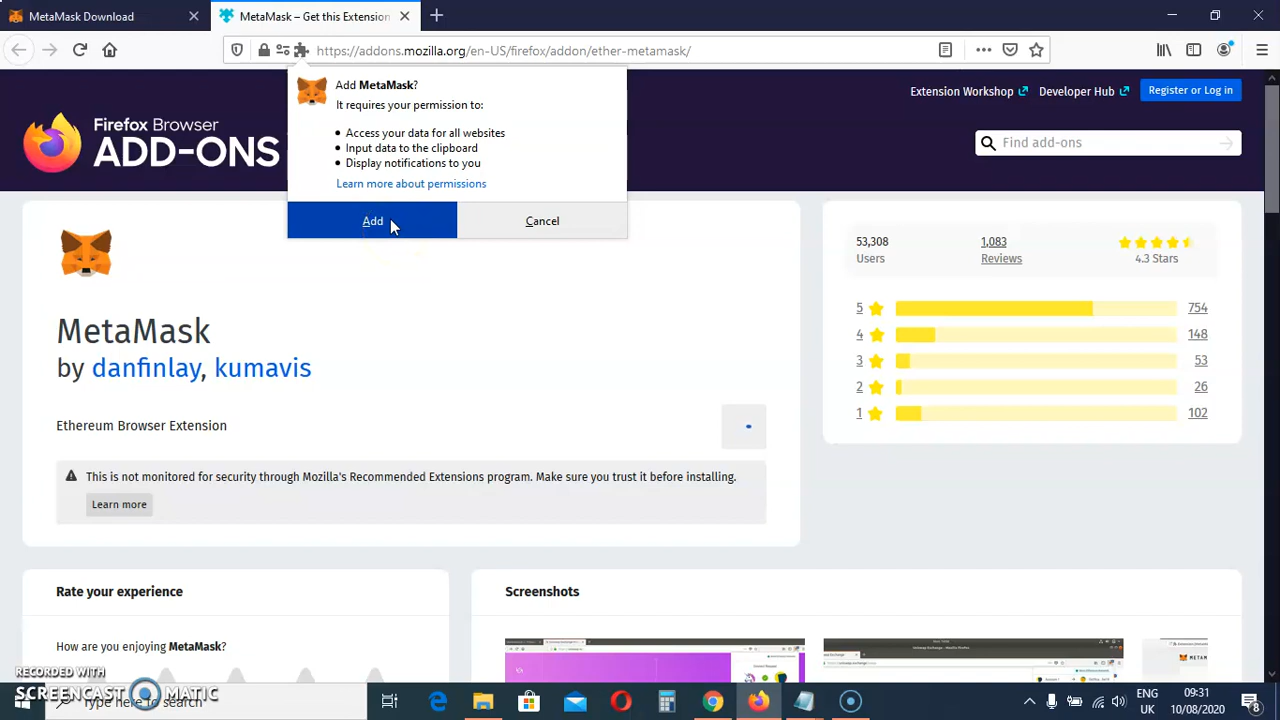 MetaMask Download
MetaMask – Get this Extension
https://addons.mozilla.org/en-US/firefox/addon/ether-metamask/
Add MetaMask?
It requires your permission to:
Access your data for all websites
Input data to the clipboard
Display notifications to you
Learn more about permissions
Add
Cancel
Extension Workshop
Developer Hub
Register or Log in
Firefox Browser
ADD-ONS
Find add-ons
MetaMask
by danfinlay, kumavis
Ethereum Browser Extension
This is not monitored for security through Mozilla's Recommended Extensions program. Make sure you trust it before installing.
Learn more
53,308
Users
1,083
Reviews
4.3 Stars
5 754
4 148
3 53
2 26
1 102
Rate your experience
How are you enjoying MetaMask?
Screenshots
RECORDED WITH
SCREENCAST MATIC
Type here to search
ENG
UK
09:31
10/08/2020
8